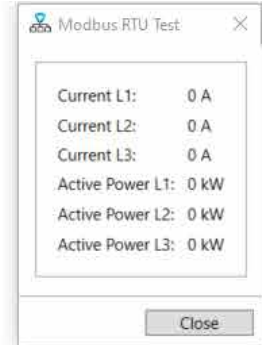 Modbus RTU Test
Current L1: 0 A
Current L2: 0 A
Current L3: 0 A
Active Power L1: 0 kW
Active Power L2: 0 kW
Active Power L3: 0 kW
Close